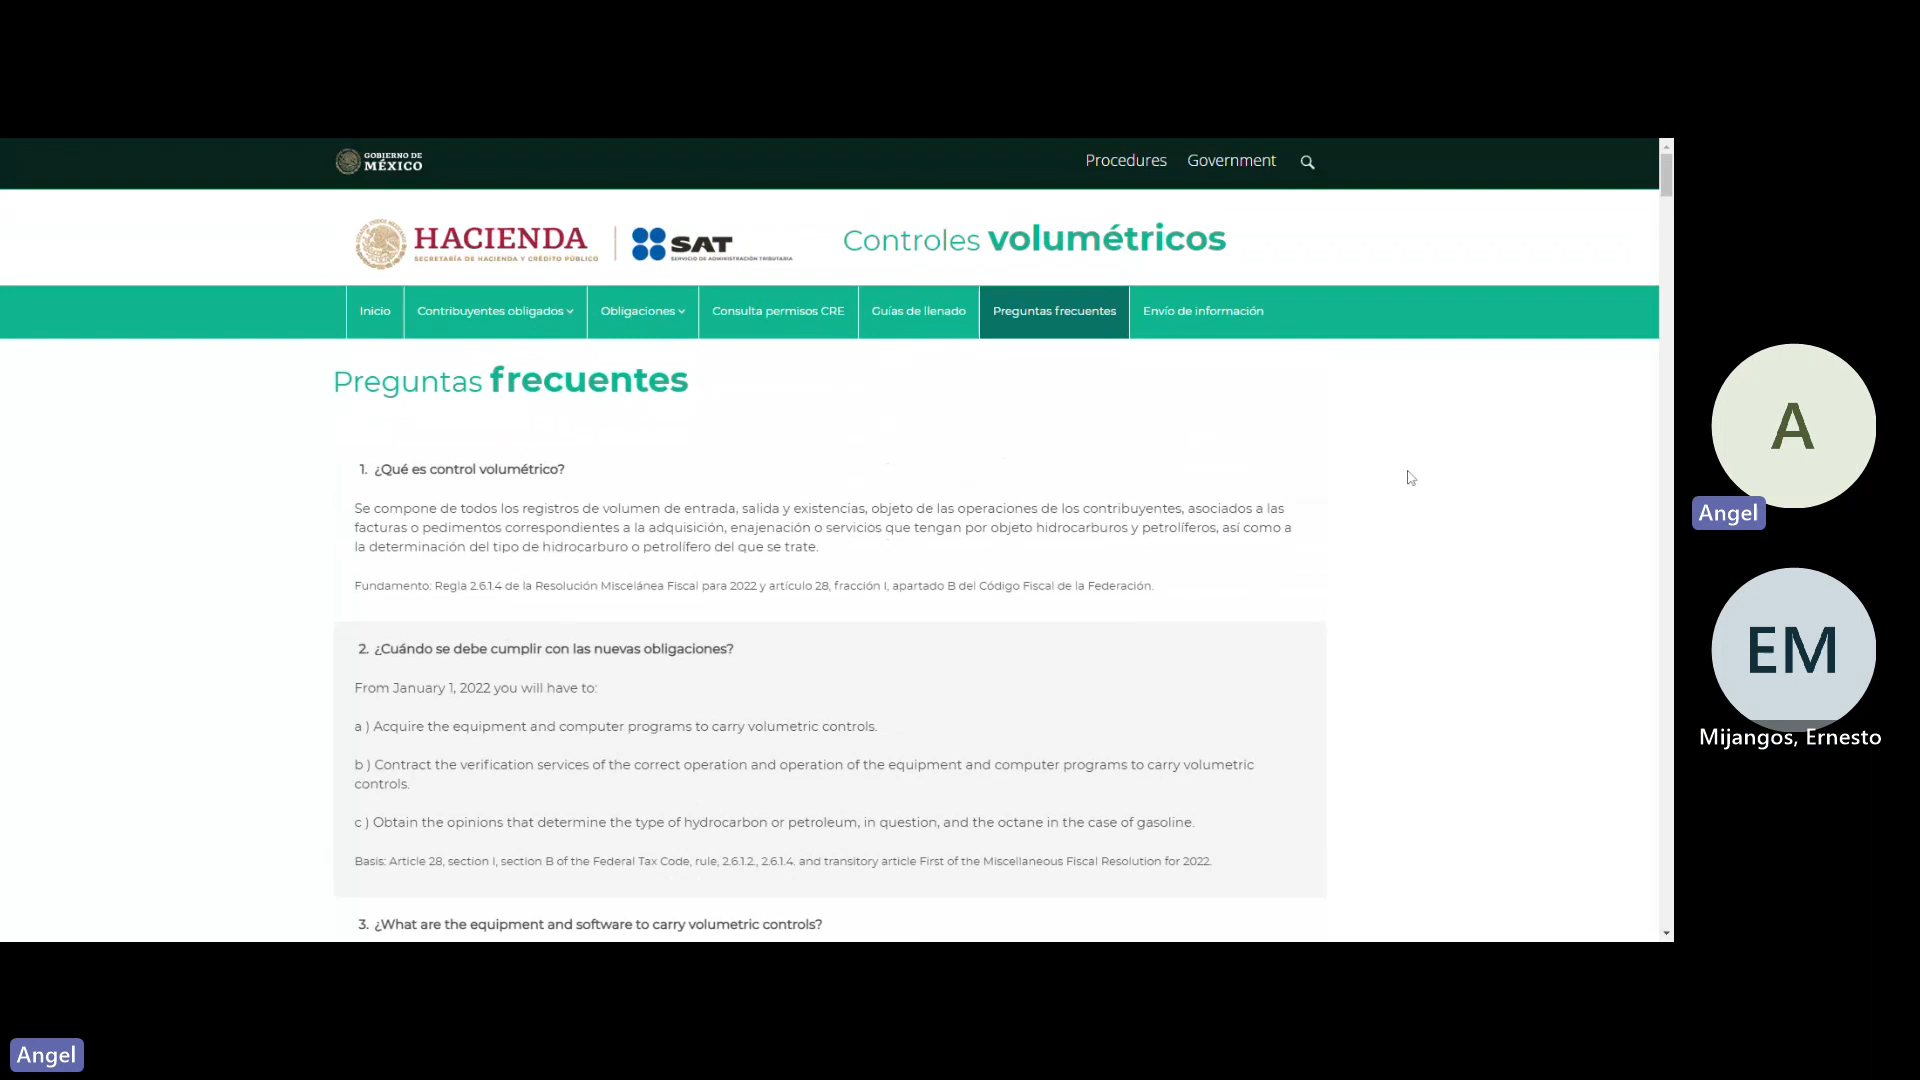 GOBIERNO DE
MÉXICO
Procedures Government
HACIENDA
SECRETARÍA DE HACIENDA Y CRÉDITO PÚBLICO
SAT
SERVICIO DE ADMINISTRACIÓN TRIBUTARIA
Controles volumétricos
Inicio Contribuyentes obligados Obligaciones Consulta permisos CRE Guías de llenado Preguntas frecuentes Envío de información
Preguntas frecuentes
1. ¿Qué es control volumétrico?
Se compone de todos los registros de volumen de entrada, salida y existencias, objeto de las operaciones de los contribuyentes, asociados a las
facturas o pedimentos correspondientes a la adquisición, enajenación o servicios que tengan por objeto hidrocarburos y petrolíferos, así como a
la determinación del tipo de hidrocarburo o petrolífero del que se trate.
Fundamento: Regla 2.6.1.4 de la Resolución Miscelánea Fiscal para 2022 y artículo 28, fracción I, apartado B del Código Fiscal de la Federación.
2. ¿Cuándo se debe cumplir con las nuevas obligaciones?
From January 1, 2022 you will have to:
a ) Acquire the equipment and computer programs to carry volumetric controls.
b ) Contract the verification services of the correct operation and operation of the equipment and computer programs to carry volumetric
controls.
c ) Obtain the opinions that determine the type of hydrocarbon or petroleum, in question, and the octane in the case of gasoline.
Basis: Article 28, section I, section B of the Federal Tax Code, rule, 2.6.1.2., 2.6.1.4. and transitory article First of the Miscellaneous Fiscal Resolution for 2022.
3. ¿What are the equipment and software to carry volumetric controls?
A
Angel
EM
Mijangos, Ernesto
Angel